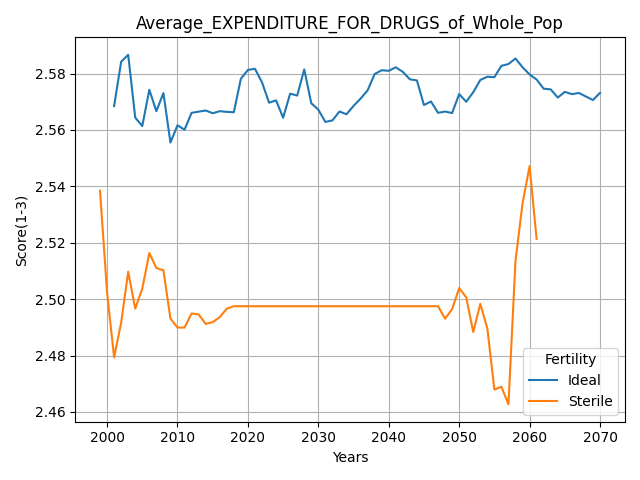 Average_EXPENDITURE_FOR_DRUGS_of_Whole_Pop
Score(1-3)
2.58
2.56
2.54
2.52
2.50
2.48
2.46
Fertility
Ideal
Sterile
2000 2010 2020 2030 2040 2050 2060 2070
Years